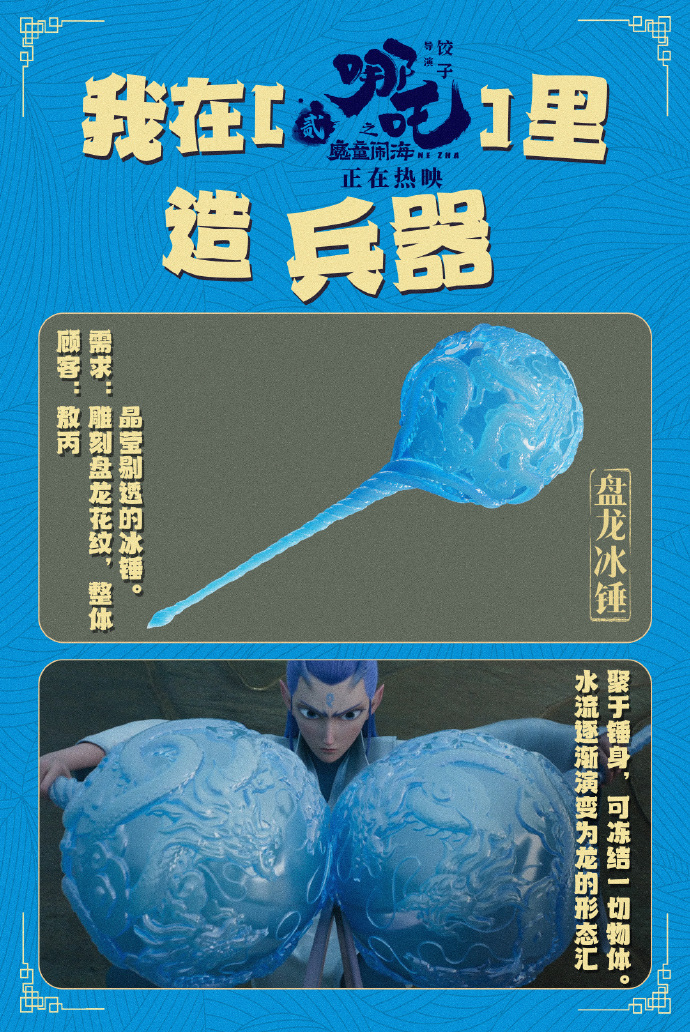 我在[
导演
饺子
哪吒
贰
之
魔童闹海 NE ZHA
正在热映
]里
造兵器
顾客：敖丙
需求：雕刻盘龙花纹，整体
晶莹剔透的冰锤。
盘龙冰锤
水流逐渐演变为龙的形态汇
聚于锤身，可冻结一切物体。